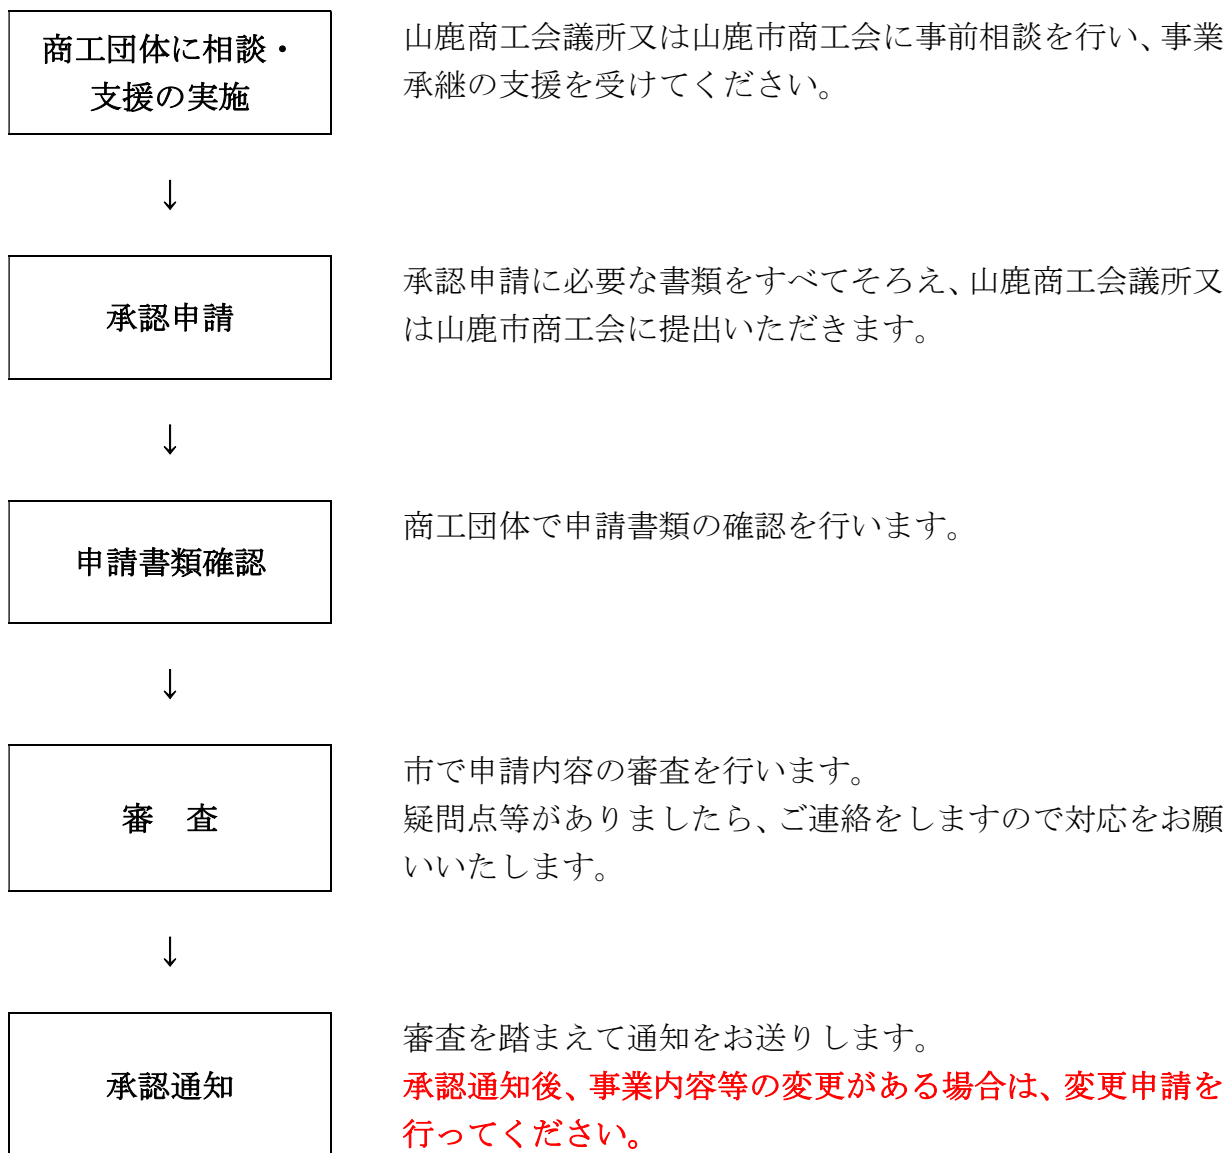 商工団体に相談・
支援の実施
山鹿商工会議所又は山鹿市商工会に事前相談を行い、事業
承継の支援を受けてください。
↓
承認申請
承認申請に必要な書類をすべてそろえ、山鹿商工会議所又
は山鹿市商工会に提出いただきます。
↓
申請書類確認
商工団体で申請書類の確認を行います。
↓
審　査
市で申請内容の審査を行います。
疑問点等がありましたら、ご連絡をしますので対応をお願
いいたします。
↓
承認通知
審査を踏まえて通知をお送りします。
承認通知後、事業内容等の変更がある場合は、変更申請を
行ってください。